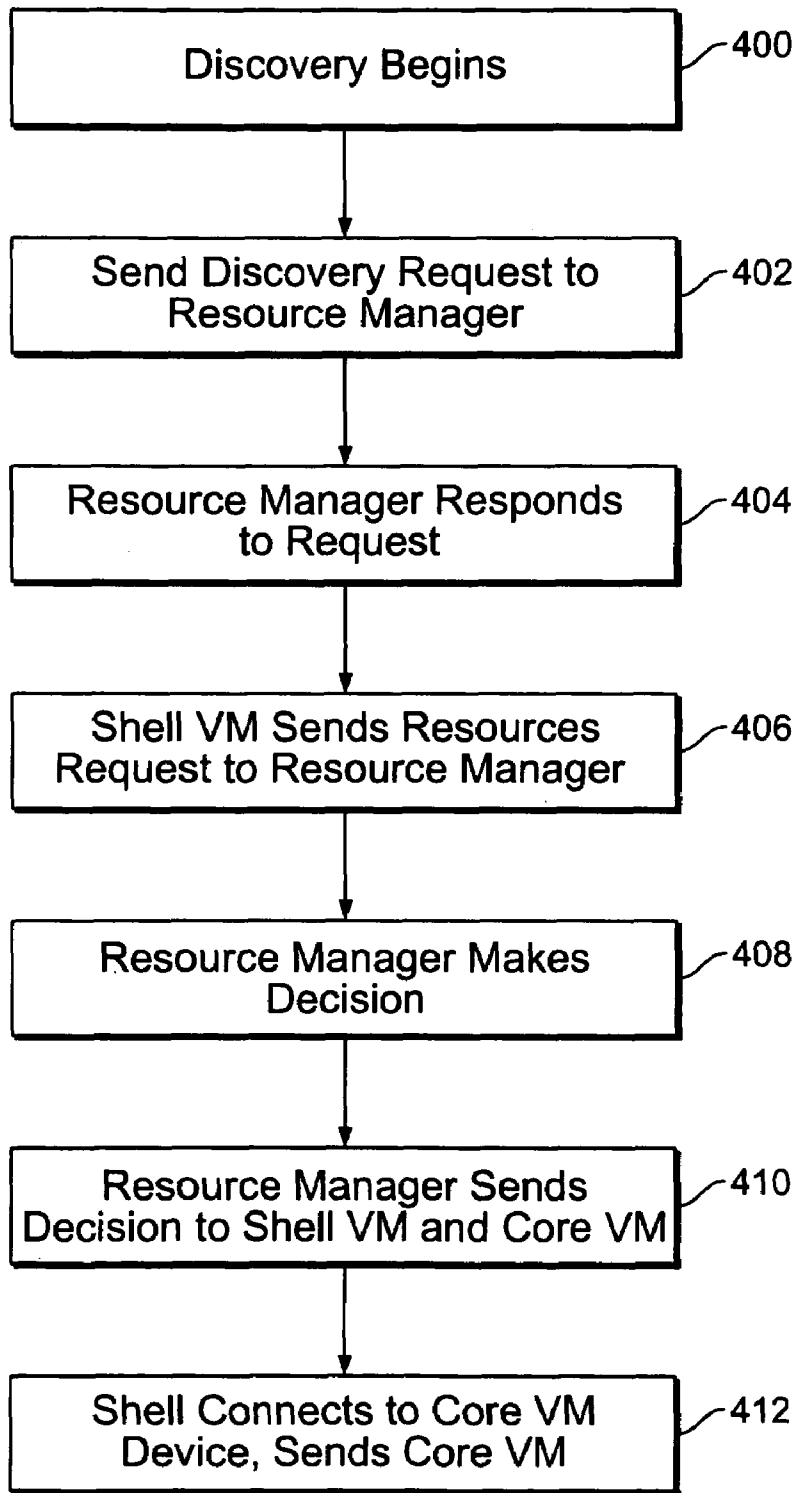 Discovery Begins
400
Send Discovery Request to
Resource Manager
402
Resource Manager Responds
to Request
404
Shell VM Sends Resources
Request to Resource Manager
406
Resource Manager Makes
Decision
408
Resource Manager Sends
Decision to Shell VM and Core VM
410
Shell Connects to Core VM
Device, Sends Core VM
412